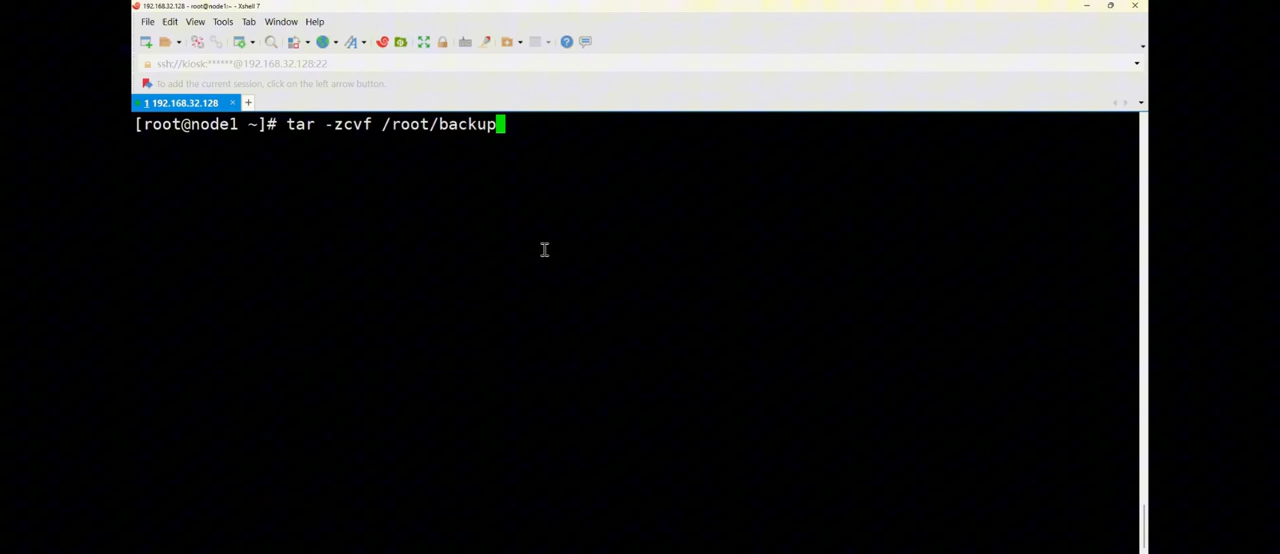 192.168.32.128 - root@node1:~ - Xshell 7
File Edit View Tools Tab Window Help
ssh://kiosk:******@192.168.32.128:22
To add the current session, click on the left arrow button.
1 192.168.32.128 × +
[root@node1 ~]# tar -zcvf /root/backup